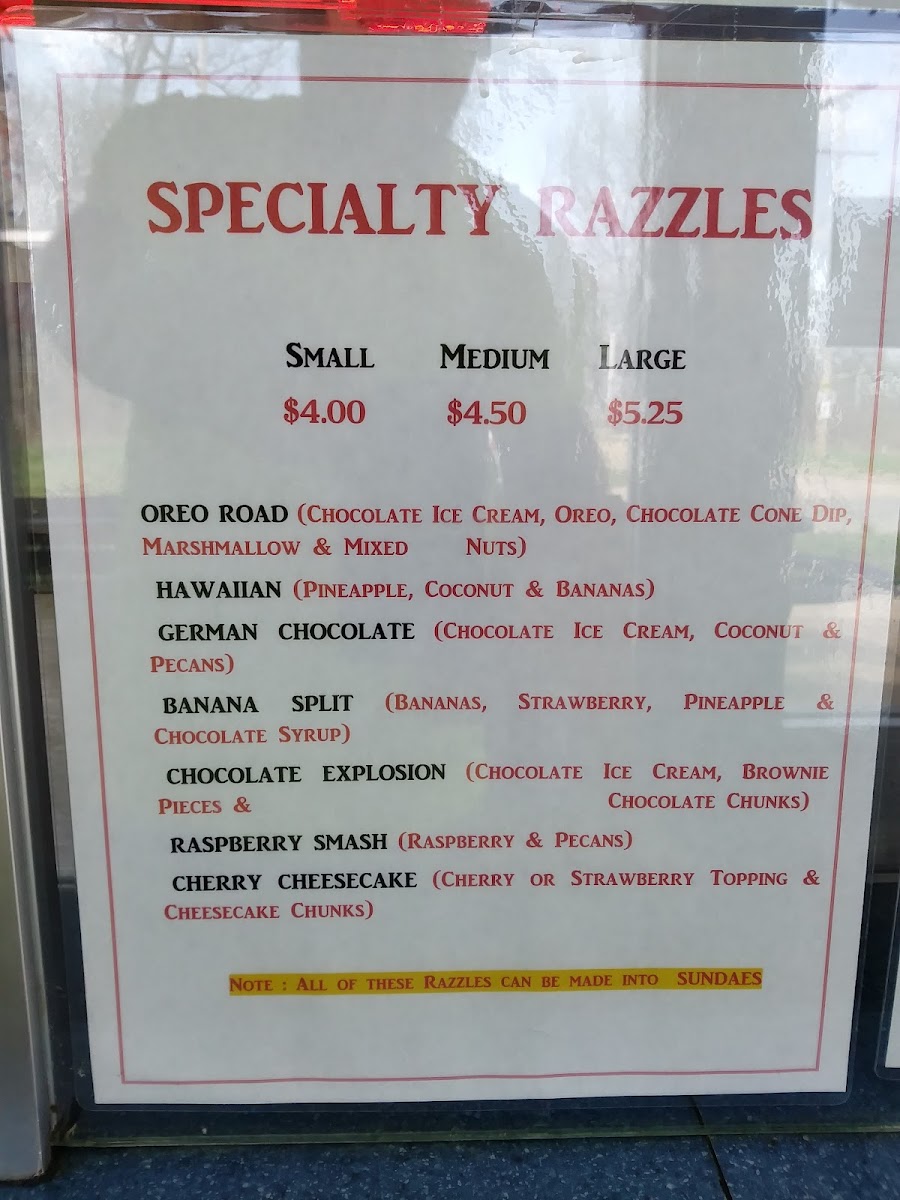 SPECIALTY RAZZLES
SMALL MEDIUM LARGE
$4.00 $4.50 $5.25
OREO ROAD (CHOCOLATE ICE CREAM, OREO, CHOCOLATE CONE DIP,
MARSHMALLOW & MIXED NUTS)
HAWAIIAN (PINEAPPLE, COCONUT & BANANAS)
GERMAN CHOCOLATE (CHOCOLATE ICE CREAM, COCONUT &
PECANS)
BANANA SPLIT (BANANAS, STRAWBERRY, PINEAPPLE &
CHOCOLATE SYRUP)
CHOCOLATE EXPLOSION (CHOCOLATE ICE CREAM, BROWNIE
PIECES & CHOCOLATE CHUNKS)
RASPBERRY SMASH (RASPBERRY & PECANS)
CHERRY CHEESECAKE (CHERRY OR STRAWBERRY TOPPING &
CHEESECAKE CHUNKS)
NOTE : ALL OF THESE RAZZLES CAN BE MADE INTO SUNDAES